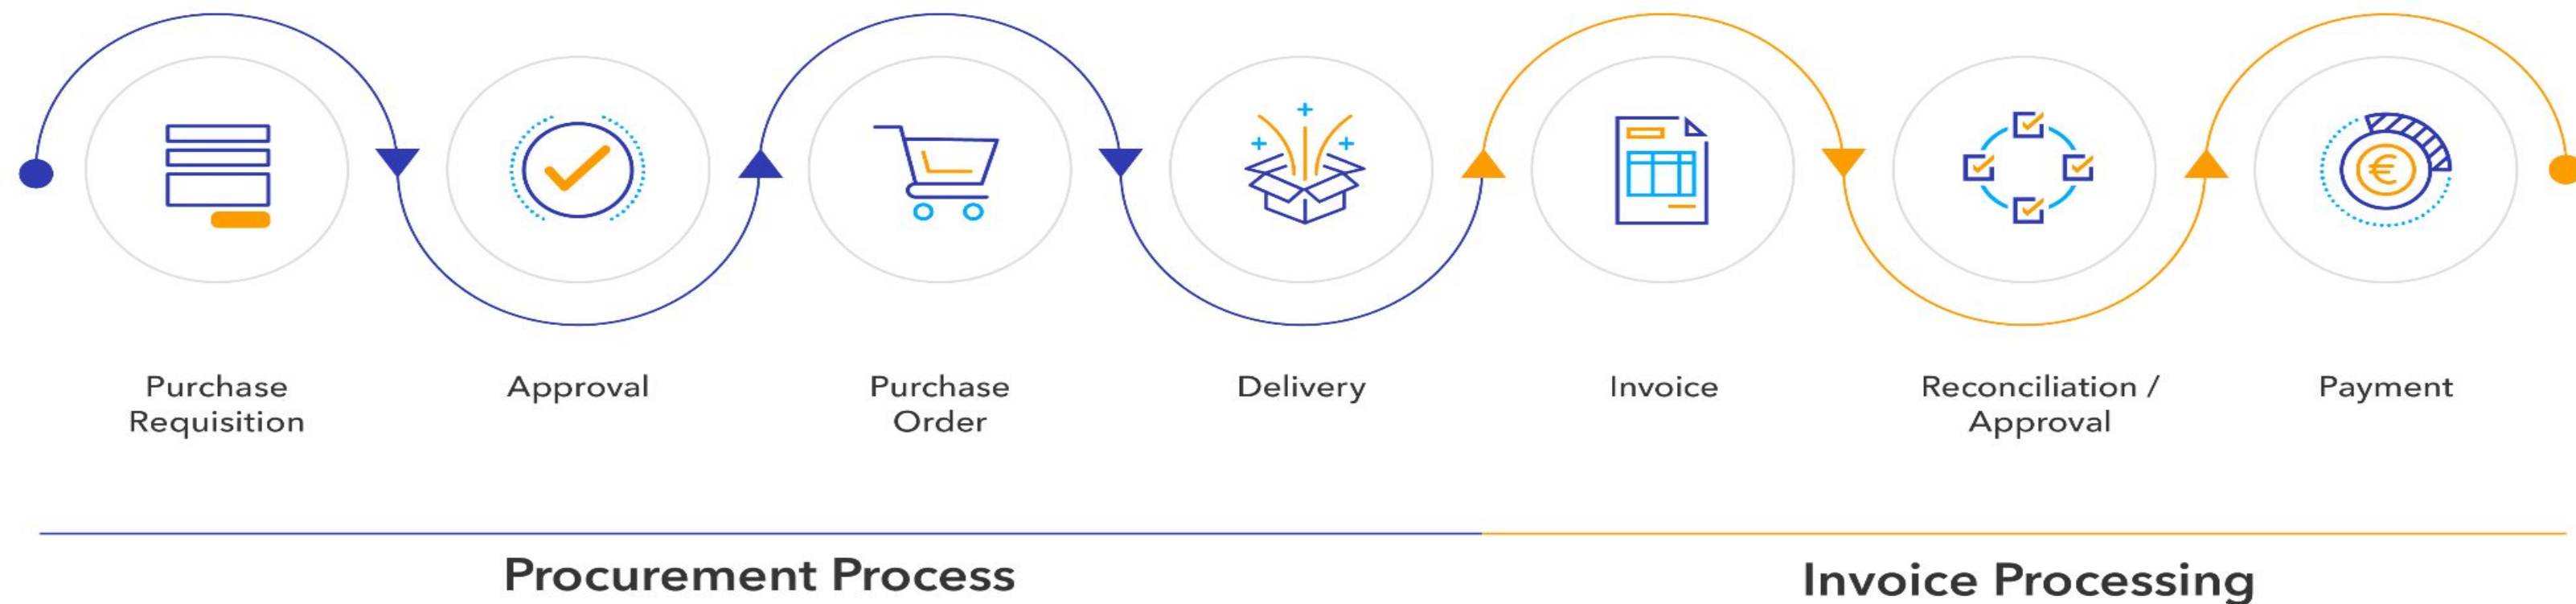 Purchase
Requisition
Approval
Purchase
Order
Delivery
Invoice
Reconciliation /
Approval
Payment
Procurement Process
Invoice Processing